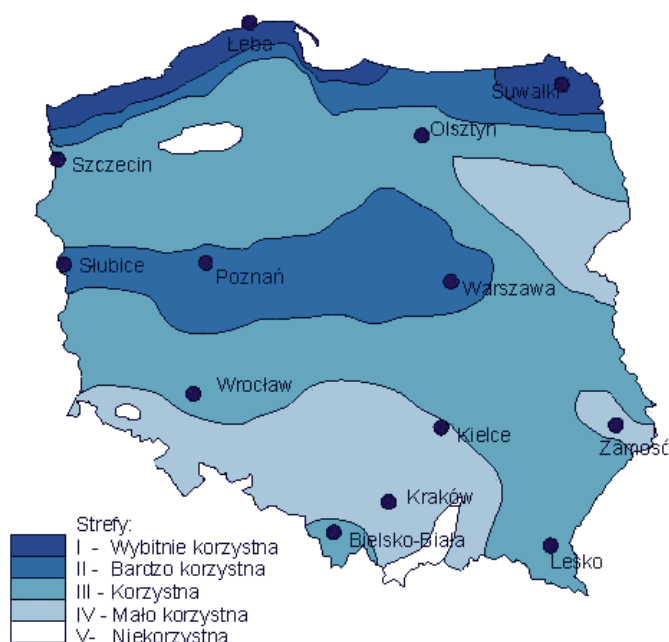 Łeba
Suwałki
Olsztyn
Szczecin
Słubice
Poznań
Warszawa
Wrocław
Kielce
Zamość
Kraków
Bielsko-Biała
Lesko
Strefy:
I - Wybitnie korzystna
II - Bardzo korzystna
III - Korzystna
IV - Mało korzystna
V- Niekorzystna